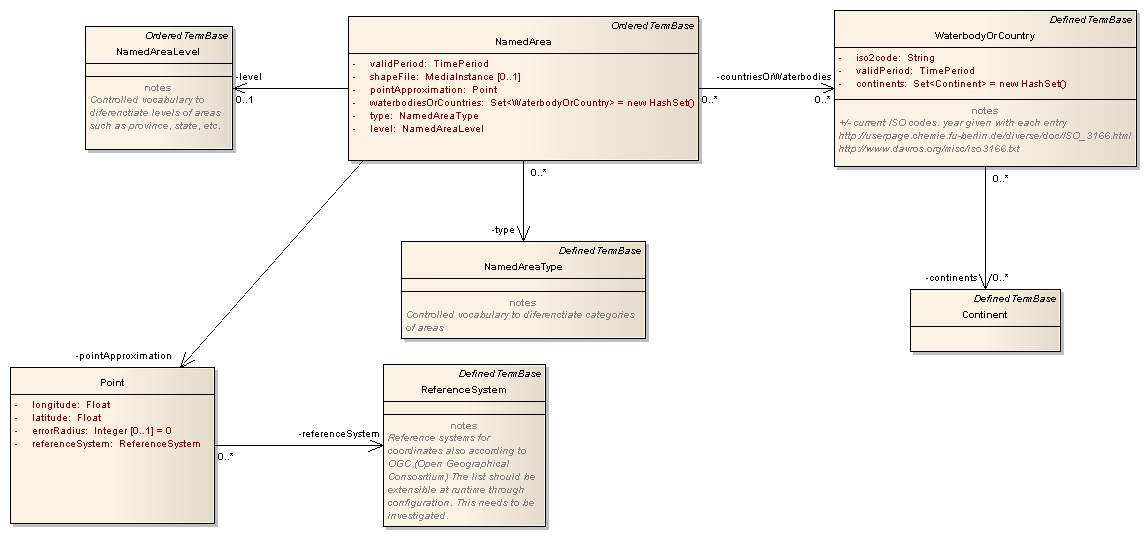 OrderedTermBase
NamedAreaLevel
notes
Controlled vocabulary to
diferenctiate levels of areas
such as province, state, etc.
-level
0..1
OrderedTermBase
NamedArea
- validPeriod: TimePeriod
- shapeFile: MediaInstance [0..1]
- pointApproximation: Point
- waterbodiesOrCountries: Set<WaterbodyOrCountry> = new HashSet()
- type: NamedAreaType
- level: NamedAreaLevel
-countriesOrWaterbodies
0..*
0..*
DefinedTermBase
WaterbodyOrCountry
- iso2code: String
- validPeriod: TimePeriod
- continents: Set<Continent> = new HashSet()
notes
+/- current ISO codes. year given with each entry
http://userpage.chemie.fu-berlin.de/diverse/doc/ISO_3166.html
http://www.davros.org/misc/iso3166.txt
0..*
0..*
-type
DefinedTermBase
NamedAreaType
notes
Controlled vocabulary to diferenctiate categories
of areas
-continents
0..*
DefinedTermBase
Continent
-pointApproximation
Point
- longitude: Float
- latitude: Float
- errorRadius: Integer [0..1] = 0
- referenceSystem: ReferenceSystem
-referenceSystem
0..*
DefinedTermBase
ReferenceSystem
notes
Reference systems for
coordinates also according to
OGC (Open Geographical
Consosrtium) The list should be
extensible at runtime through
configuration. This needs to be
investigated.